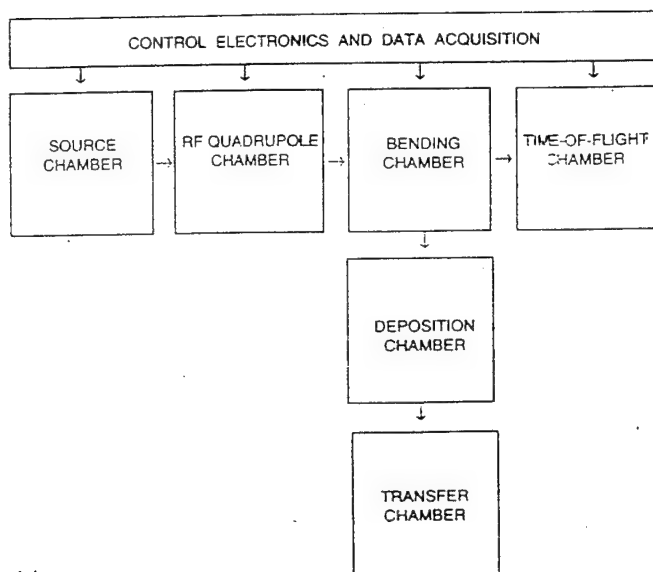 CONTROL ELECTRONICS AND DATA ACQUISITION
SOURCE
CHAMBER
RF QUADRUPOLE
CHAMBER
BENDING
CHAMBER
TIME-OF-FLIGHT
CHAMBER
DEPOSITION
CHAMBER
TRANSFER
CHAMBER